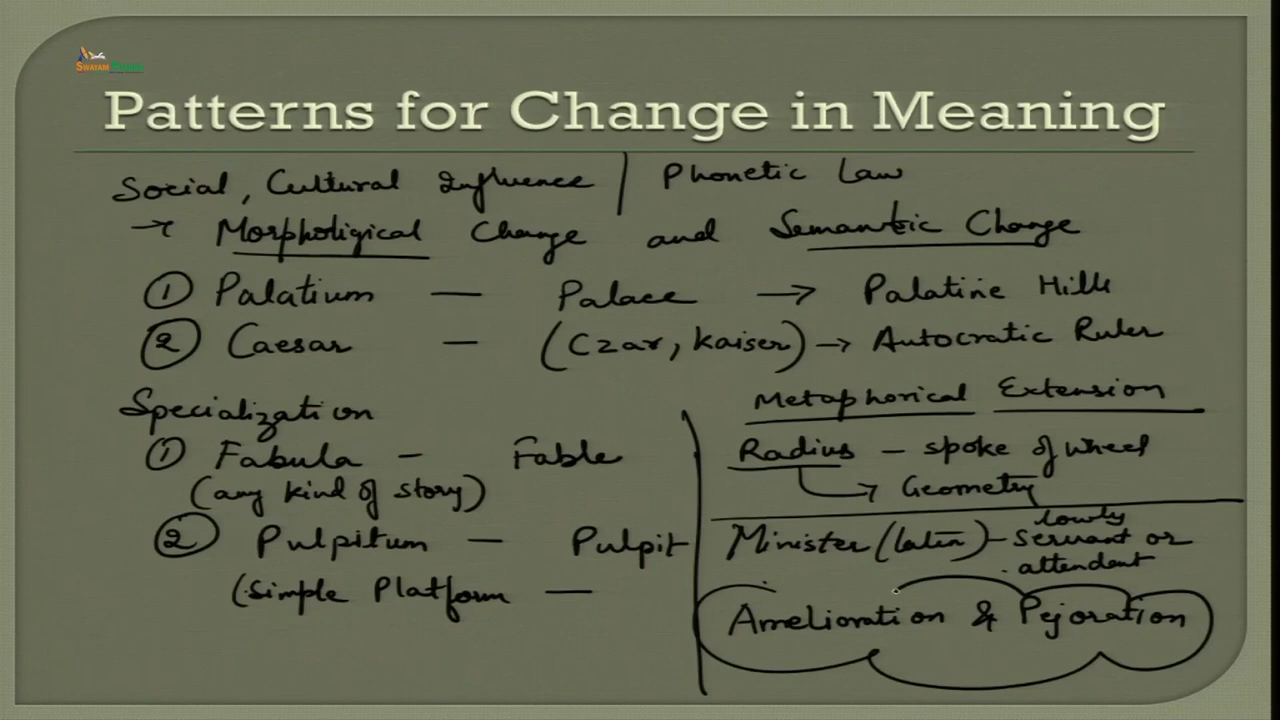 SWAYAM
Patterns for Change in Meaning
Social, Cultural Influence | Phonetic Law
→ Morphological Change and Semantic Change
① Palatium — Palace → Palatine Hills
② Caesar — (Czar, Kaiser) → Autocratic Ruler
Specialization
① Fabula — Fable
(any kind of story)
② Pulpitum — Pulpit
(simple Platform —
Metaphorical Extension
Radius — spoke of wheel
→ Geometry
Minister (latin) — lowly servant or
attendent
Amelioration & Pejoration